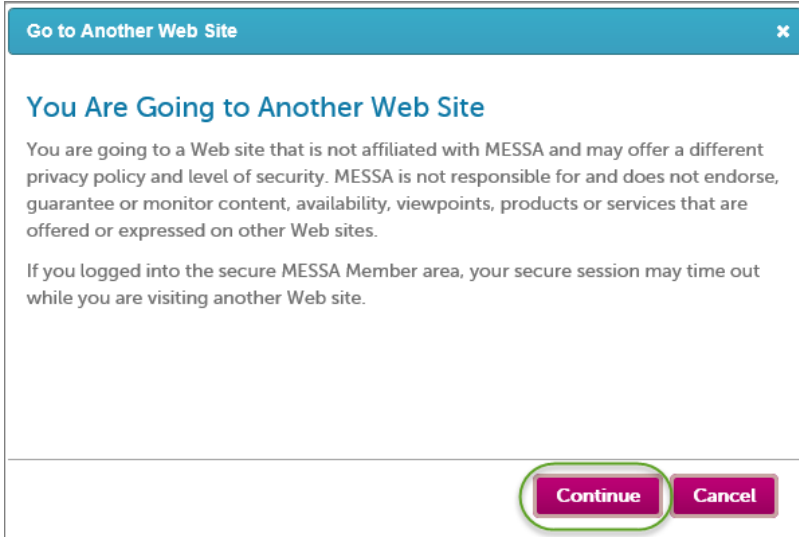 Go to Another Web Site
You Are Going to Another Web Site
You are going to a Web site that is not affiliated with MESSA and may offer a different
privacy policy and level of security. MESSA is not responsible for and does not endorse,
guarantee or monitor content, availability, viewpoints, products or services that are
offered or expressed on other Web sites.
If you logged into the secure MESSA Member area, your secure session may time out
while you are visiting another Web site.
Continue Cancel